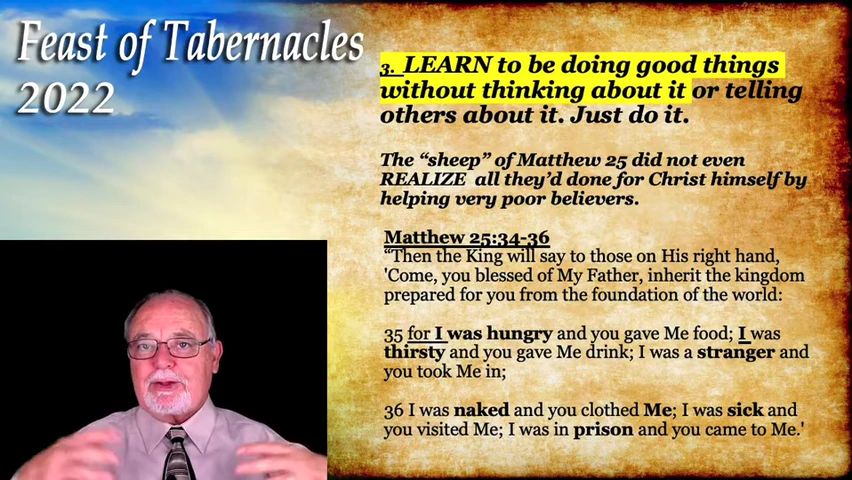 Feast of Tabernacles
2022
3. LEARN to be doing good things
without thinking about it or telling
others about it. Just do it.
The “sheep” of Matthew 25 did not even
REALIZE all they’d done for Christ himself by
helping very poor believers.
Matthew 25:34-36
“Then the King will say to those on His right hand,
'Come, you blessed of My Father, inherit the kingdom
prepared for you from the foundation of the world:
35 for I was hungry and you gave Me food; I was
thirsty and you gave Me drink; I was a stranger and
you took Me in;
36 I was naked and you clothed Me; I was sick and
you visited Me; I was in prison and you came to Me.'